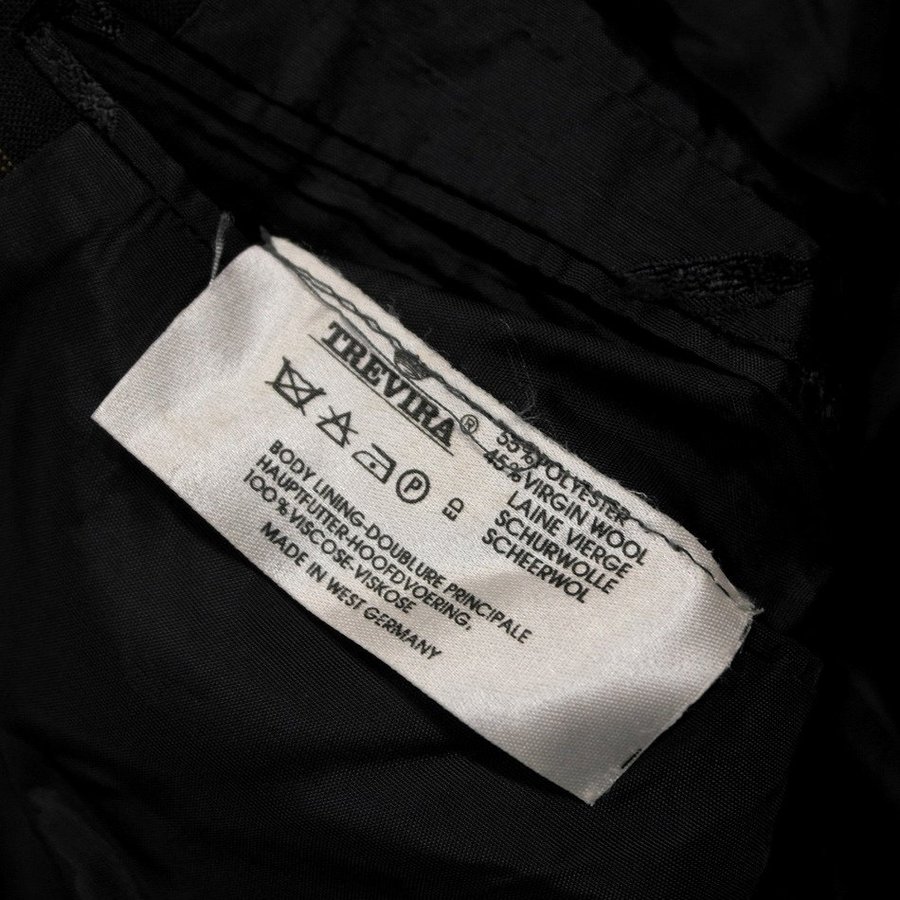 TREVIRA®
55% POLYESTER
45% VIRGIN WOOL
LAINE VIERGE
SCHURWOLLE
SCHEERWOL
P
ED
BODY LINING-DOUBLURE PRINCIPALE
HAUPTFUTTER-HOOFDVOERING,
100% VISCOSE-VISKOSE
MADE IN WEST GERMANY